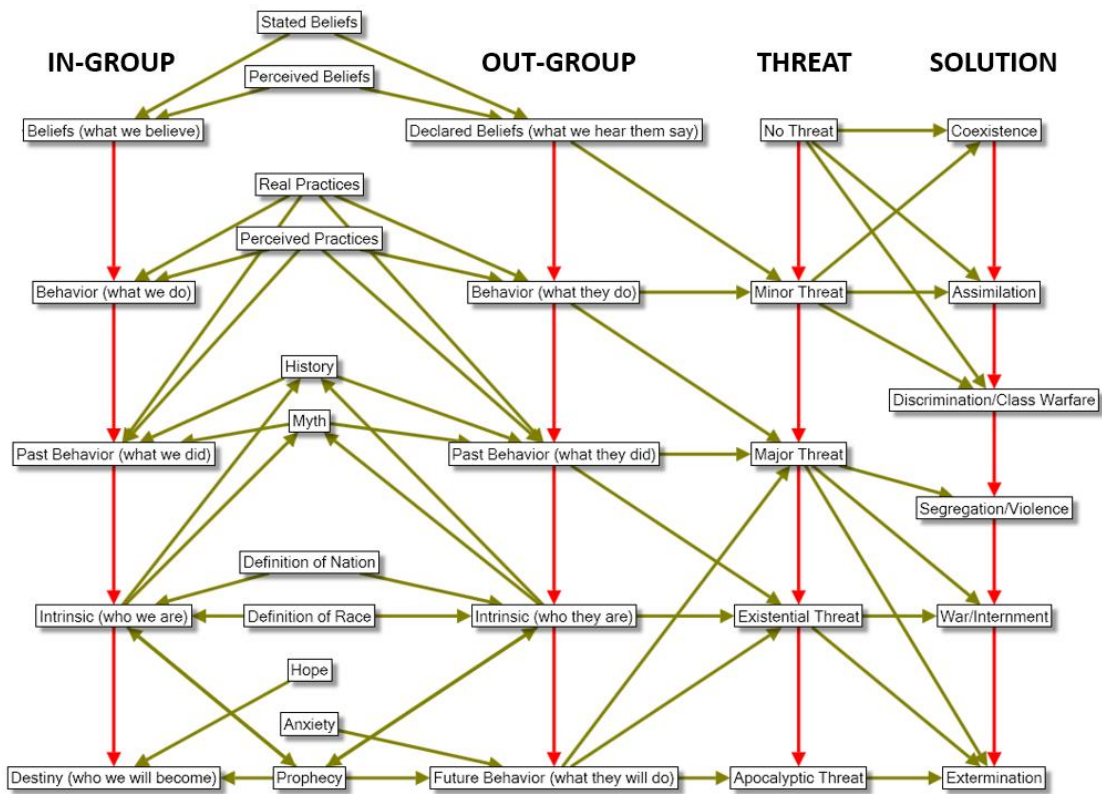 Stated Beliefs
IN-GROUP
OUT-GROUP
THREAT
SOLUTION
Perceived Beliefs
Beliefs (what we believe)
Declared Beliefs (what we hear them say)
No Threat
Coexistence
Real Practices
Perceived Practices
Behavior (what we do)
Behavior (what they do)
Minor Threat
Assimilation
History
Discrimination/Class Warfare
Myth
Past Behavior (what we did)
Past Behavior (what they did)
Major Threat
Segregation/Violence
Definition of Nation
Intrinsic (who we are)
Definition of Race
Intrinsic (who they are)
Existential Threat
War/Internment
Hope
Anxiety
Destiny (who we will become)
Prophecy
Future Behavior (what they will do)
Apocalyptic Threat
Extermination